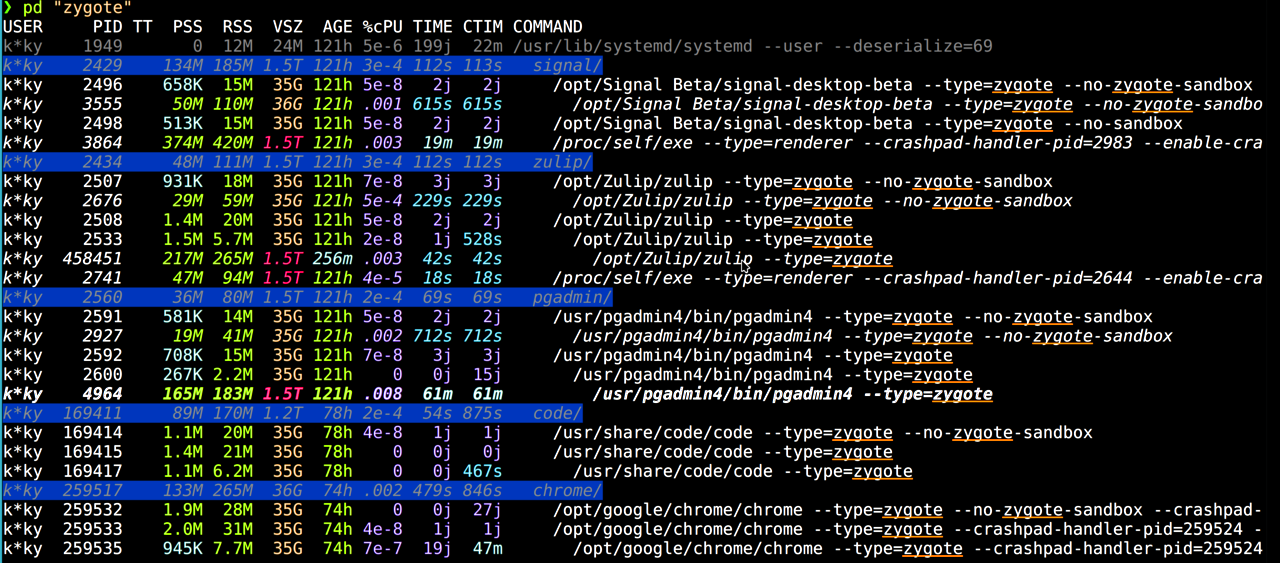 ❯ pd "zygote"
USER PID TT PSS RSS VSZ AGE %cPU TIME CTIM COMMAND
k*ky 1949 0 12M 24M 121h 5e-6 199j 22m /usr/lib/systemd/systemd --user --deserialize=69
k*ky 2429 134M 185M 1.5T 121h 3e-4 112s 113s signal/
k*ky 2496 658K 15M 35G 121h 5e-8 2j 2j /opt/Signal Beta/signal-desktop-beta --type=zygote --no-zygote-sandbox
k*ky 3555 50M 110M 36G 121h .001 615s 615s /opt/Signal Beta/signal-desktop-beta --type=zygote --no-zygote-sandbo
k*ky 2498 513K 15M 35G 121h 5e-8 2j 2j /opt/Signal Beta/signal-desktop-beta --type=zygote --no-sandbox
k*ky 3864 374M 420M 1.5T 121h .003 19m 19m /proc/self/exe --type=renderer --crashpad-handler-pid=2983 --enable-cra
k*ky 2434 48M 111M 1.5T 121h 3e-4 112s 112s zulip/
k*ky 2507 931K 18M 35G 121h 7e-8 3j 3j /opt/Zulip/zulip --type=zygote --no-zygote-sandbox
k*ky 2676 29M 59M 35G 121h 5e-4 229s 229s /opt/Zulip/zulip --type=zygote --no-zygote-sandbox
k*ky 2508 1.4M 20M 35G 121h 5e-8 2j 2j /opt/Zulip/zulip --type=zygote
k*ky 2533 1.5M 5.7M 35G 121h 2e-8 1j 528s /opt/Zulip/zulip --type=zygote
k*ky 458451 217M 265M 1.5T 256m .003 42s 42s /opt/Zulip/zulip --type=zygote
k*ky 2741 47M 94M 1.5T 121h 4e-5 18s 18s /proc/self/exe --type=renderer --crashpad-handler-pid=2644 --enable-cra
k*ky 2560 36M 80M 1.5T 121h 2e-4 69s 69s pgadmin/
k*ky 2591 581K 14M 35G 121h 5e-8 2j 2j /usr/pgadmin4/bin/pgadmin4 --type=zygote --no-zygote-sandbox
k*ky 2927 19M 41M 35G 121h .002 712s 712s /usr/pgadmin4/bin/pgadmin4 --type=zygote --no-zygote-sandbox
k*ky 2592 708K 15M 35G 121h 7e-8 3j 3j /usr/pgadmin4/bin/pgadmin4 --type=zygote
k*ky 2600 267K 2.2M 35G 121h 0 0j 15j /usr/pgadmin4/bin/pgadmin4 --type=zygote
k*ky 4964 165M 183M 1.5T 121h .008 61m 61m /usr/pgadmin4/bin/pgadmin4 --type=zygote
k*ky 169411 89M 170M 1.2T 78h 2e-4 54s 875s code/
k*ky 169414 1.1M 20M 35G 78h 4e-8 1j 1j /usr/share/code/code --type=zygote --no-zygote-sandbox
k*ky 169415 1.4M 21M 35G 78h 0 0j 0j /usr/share/code/code --type=zygote
k*ky 169417 1.1M 6.2M 35G 78h 0 0j 467s /usr/share/code/code --type=zygote
k*ky 259517 133M 265M 36G 74h .002 479s 846s chrome/
k*ky 259532 1.9M 28M 35G 74h 0 0j 27j /opt/google/chrome/chrome --type=zygote --no-zygote-sandbox --crashpad-
k*ky 259533 2.0M 31M 35G 74h 4e-8 1j 1j /opt/google/chrome/chrome --type=zygote --crashpad-handler-pid=259524 -
k*ky 259535 945K 7.7M 35G 74h 7e-7 19j 47m /opt/google/chrome/chrome --type=zygote --crashpad-handler-pid=259524